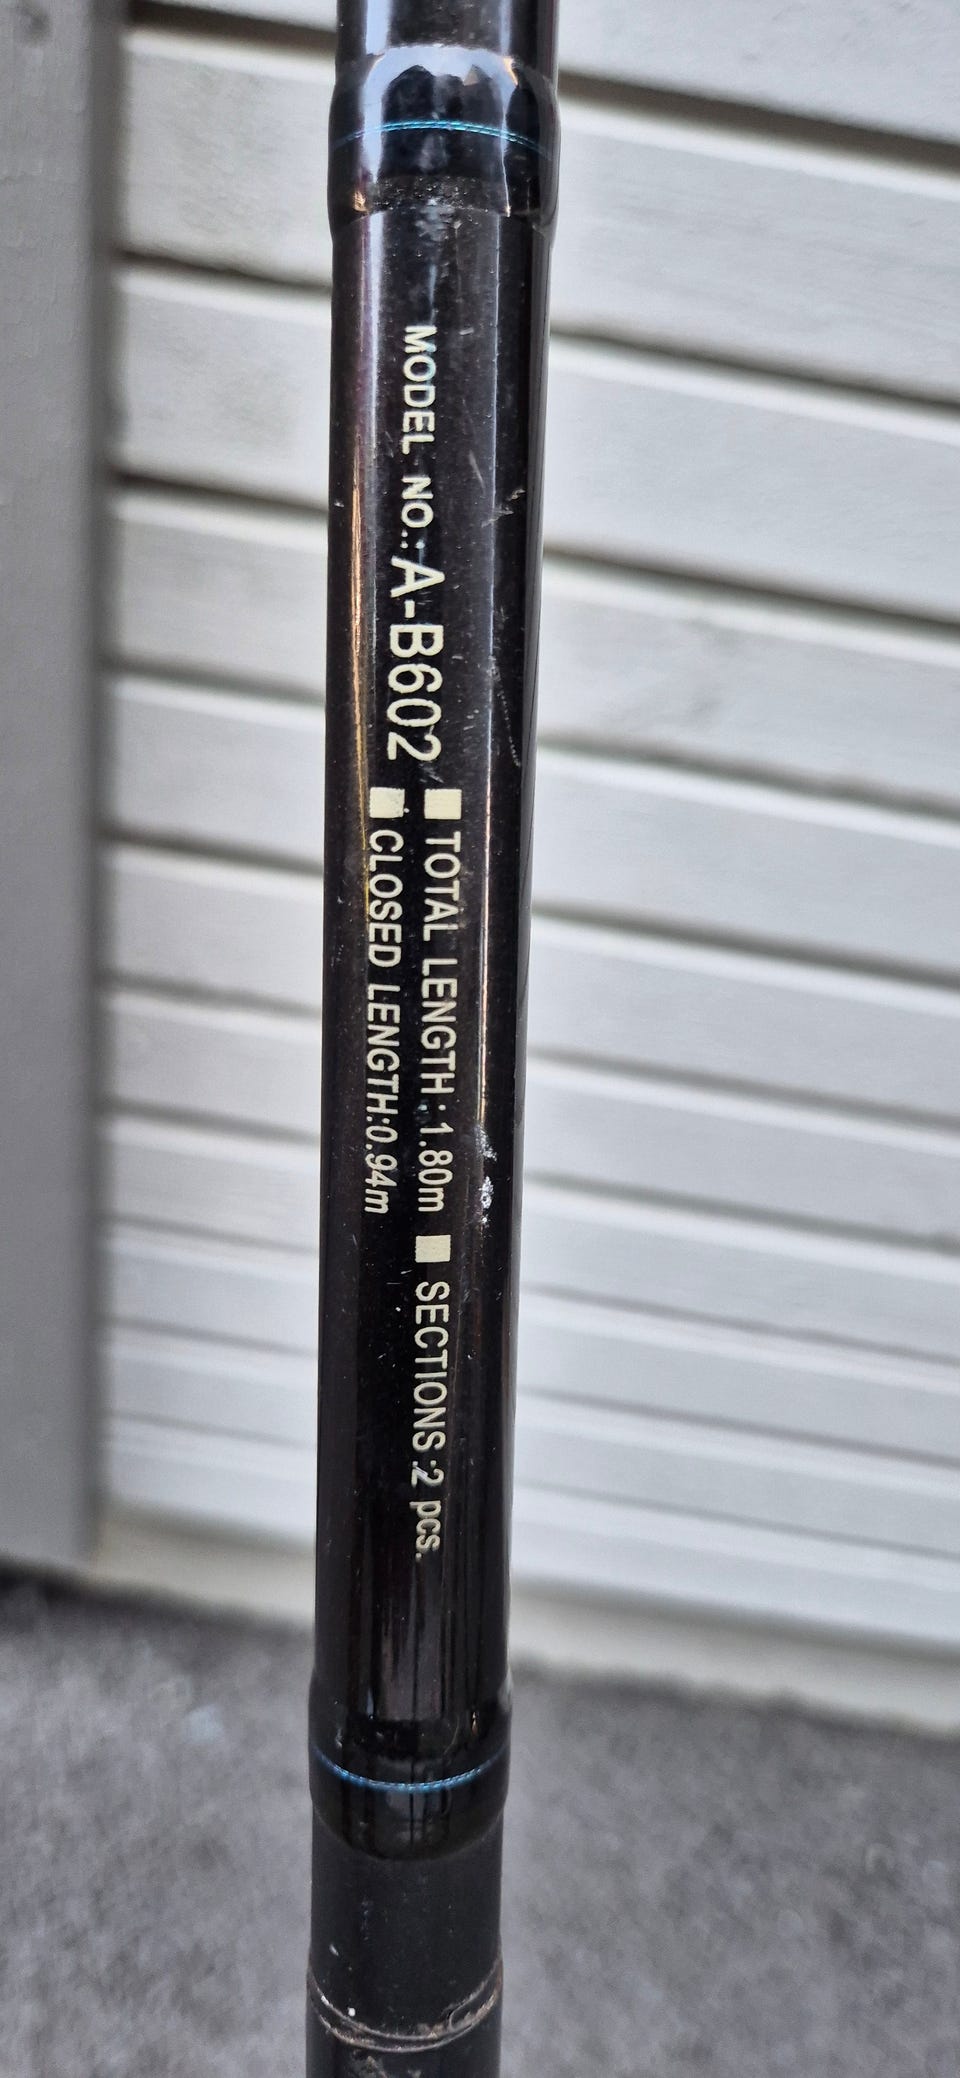 MODEL NO.: A-B602
■ TOTAL LENGTH : 1.80m ■ SECTIONS :2 pcs.
■ CLOSED LENGTH:0.94m